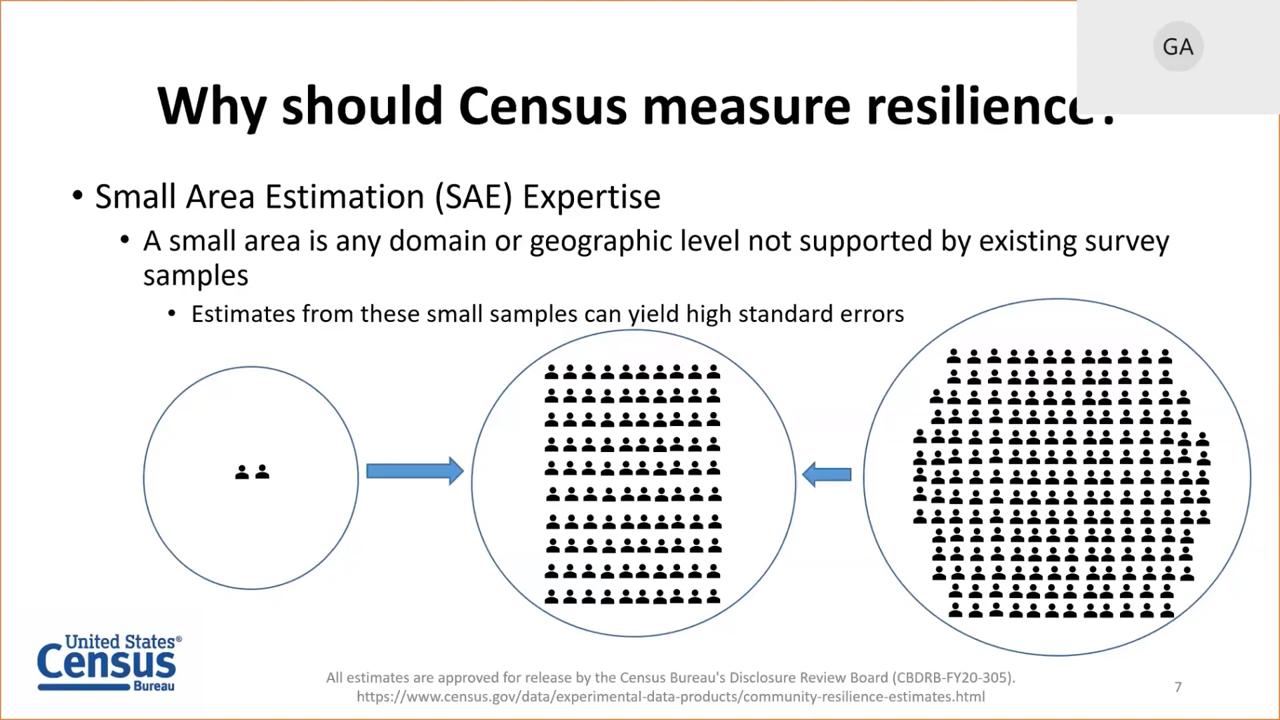 GA
Why should Census measure resilience?
• Small Area Estimation (SAE) Expertise
• A small area is any domain or geographic level not supported by existing survey
samples
• Estimates from these small samples can yield high standard errors
United States®
Census
Bureau
All estimates are approved for release by the Census Bureau's Disclosure Review Board (CBDRB-FY20-305).
https://www.census.gov/data/experimental-data-products/community-resilience-estimates.html
7